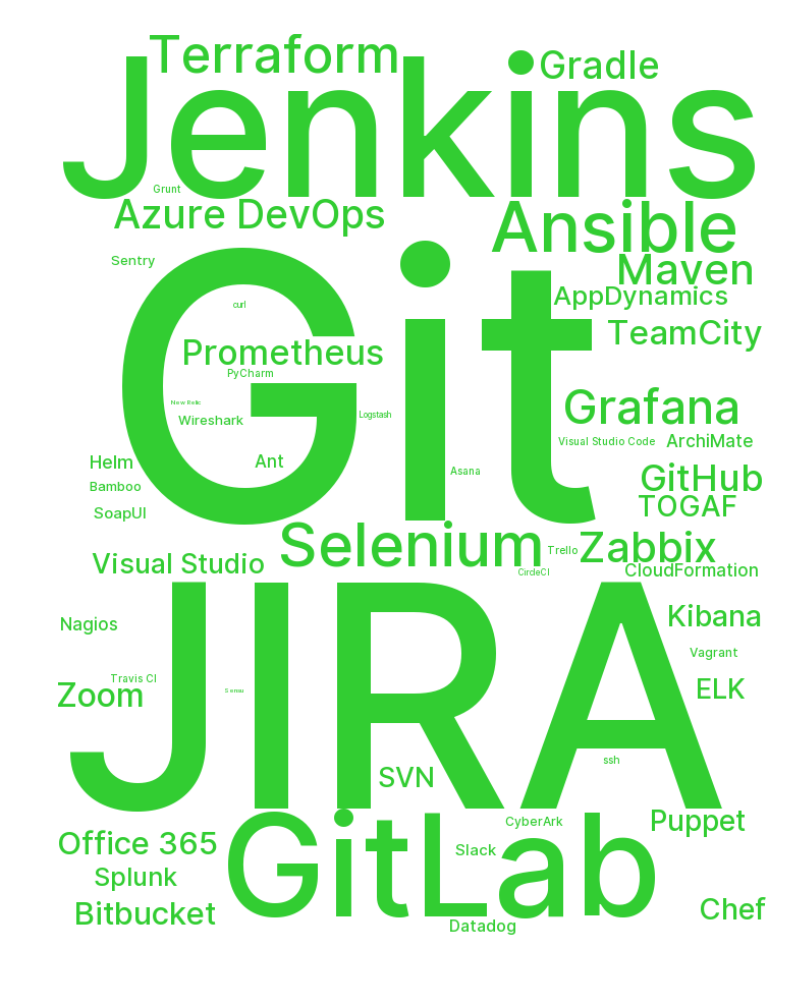 Terraform
Gradle
Jenkins
Grunt
Azure DevOps
Ansible
Maven
Sentry
AppDynamics
curl
TeamCity
Git
Prometheus
PyCharm
New Relic
Grafana
Logstash
Wireshark
Visual Studio Code
ArchiMate
Helm
Ant
Asana
GitHub
Bamboo
TOGAF
SoapUI
Selenium
Zabbix
Trello
Visual Studio
CircleCI
CloudFormation
Kibana
Nagios
Vagrant
Travis CI
Zoom
ELK
JIRA
ssh
SVN
Puppet
CyberArk
Office 365
Slack
GitLab
Splunk
Chef
Bitbucket
Datadog